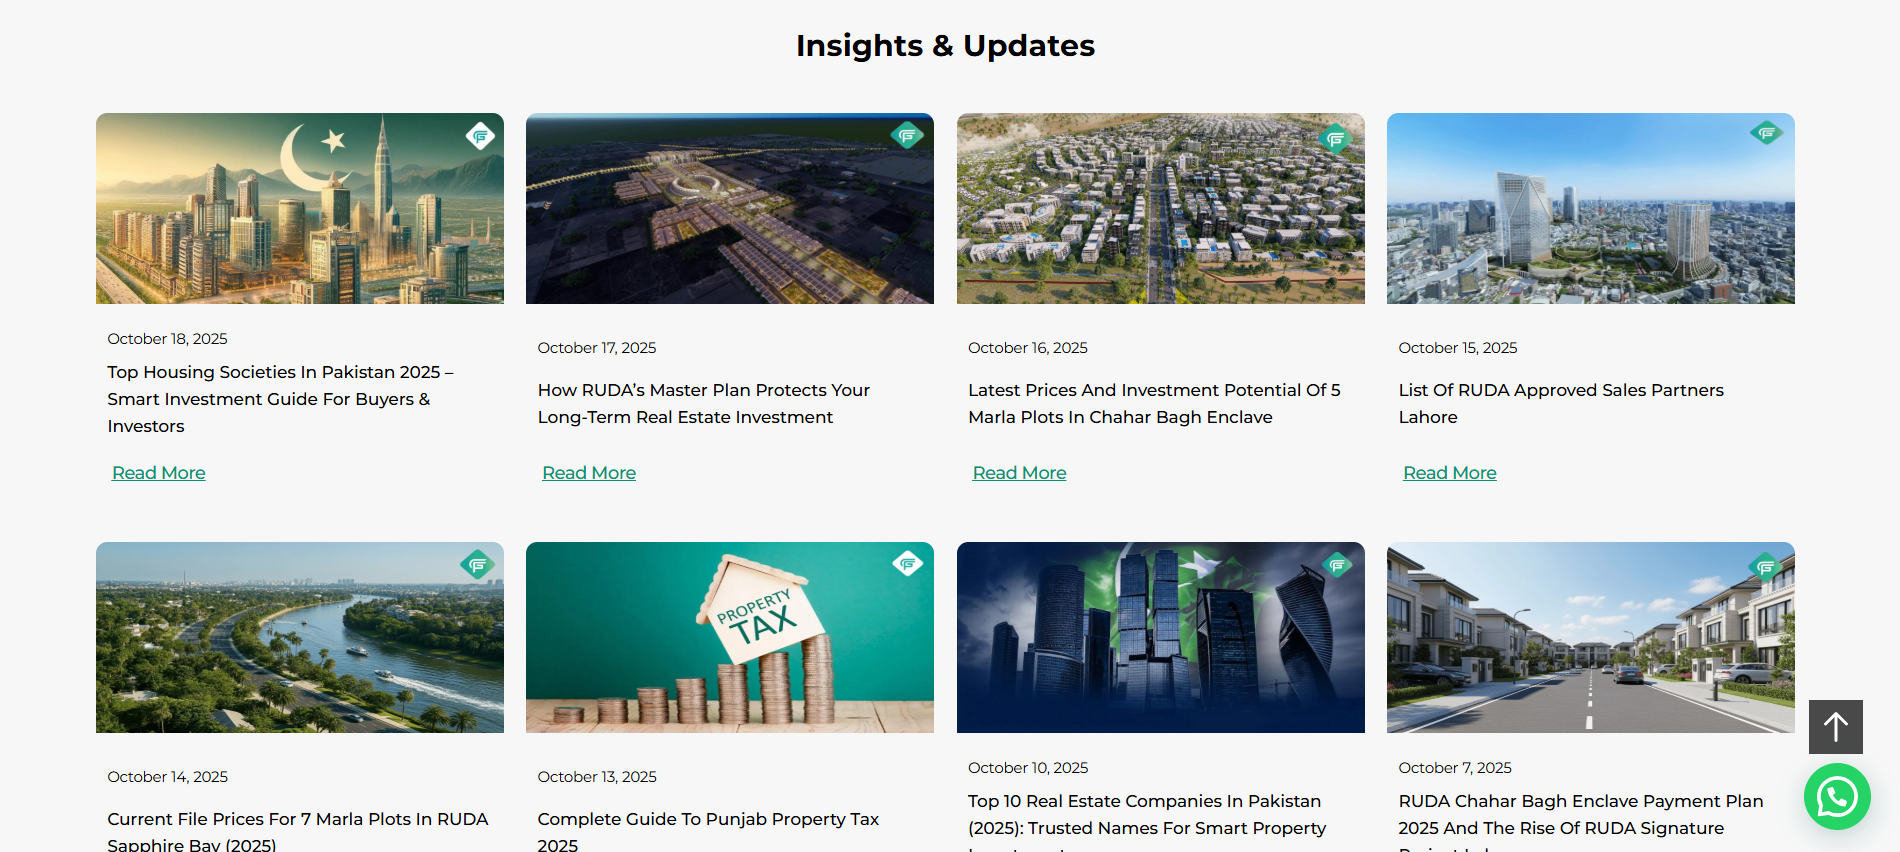 Insights & Updates
October 18, 2025
Top Housing Societies In Pakistan 2025 –
Smart Investment Guide For Buyers &
Investors
Read More
October 17, 2025
How RUDA’s Master Plan Protects Your
Long-Term Real Estate Investment
Read More
October 16, 2025
Latest Prices And Investment Potential Of 5
Marla Plots In Chahar Bagh Enclave
Read More
October 15, 2025
List Of RUDA Approved Sales Partners
Lahore
Read More
PROPERTY
TAX
October 14, 2025
Current File Prices For 7 Marla Plots In RUDA
Sapphire Bay (2025)
October 13, 2025
Complete Guide To Punjab Property Tax
2025
October 10, 2025
Top 10 Real Estate Companies In Pakistan
(2025): Trusted Names For Smart Property
October 7, 2025
RUDA Chahar Bagh Enclave Payment Plan
2025 And The Rise Of RUDA Signature